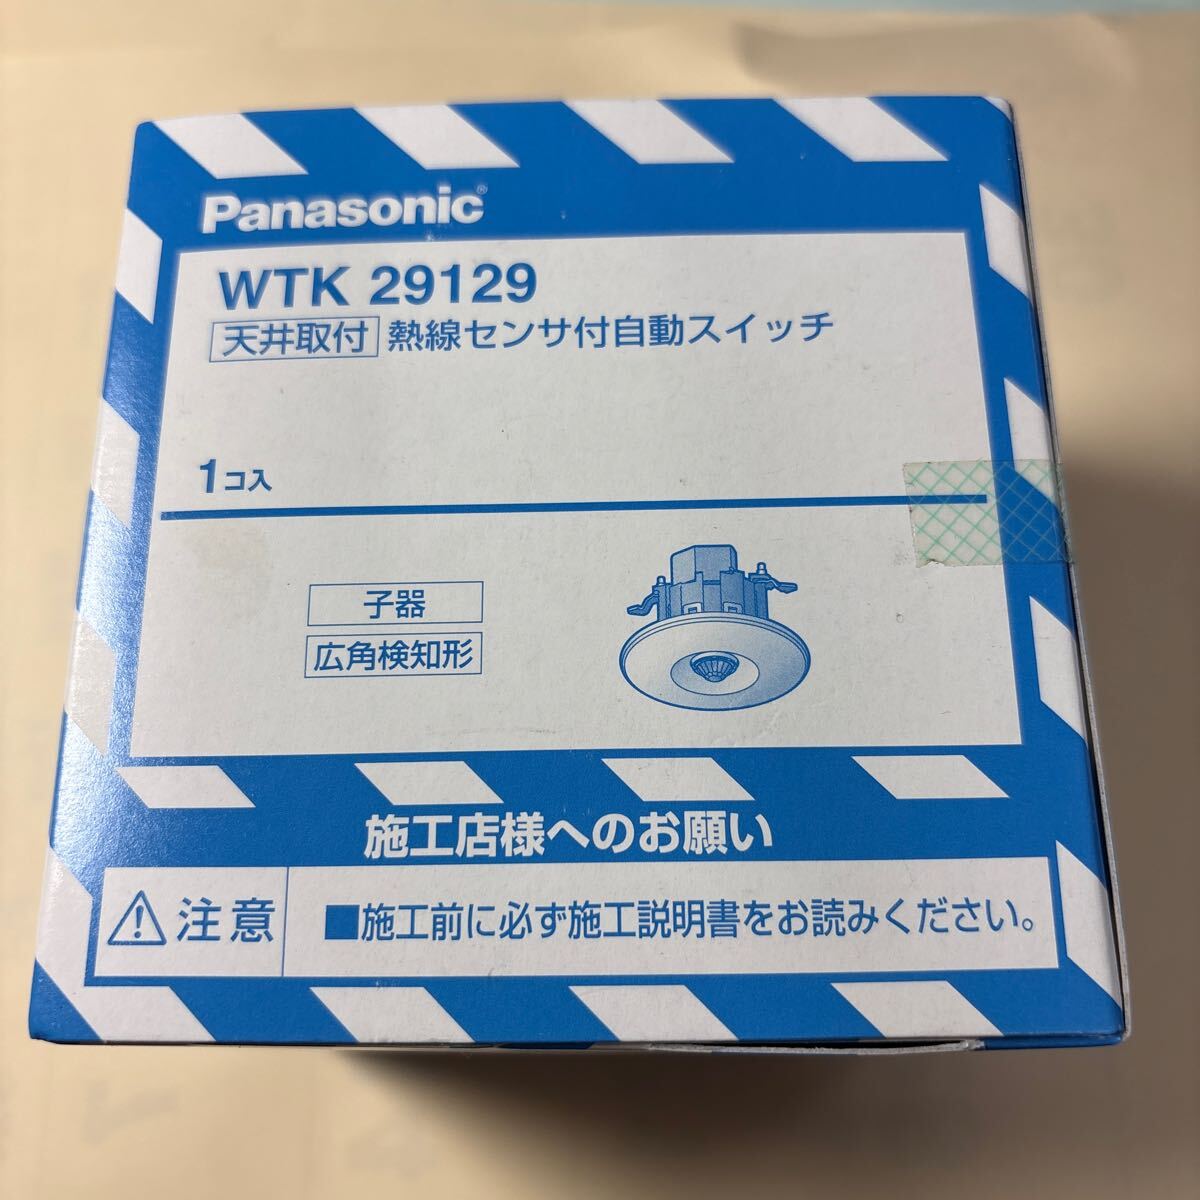 Panasonic®
WTK 29129
天井取付 熱線センサ付自動スイッチ
1コ入
子器
広角検知形
施工店様へのお願い
注意 ■施工前に必ず施工説明書をお読みください。